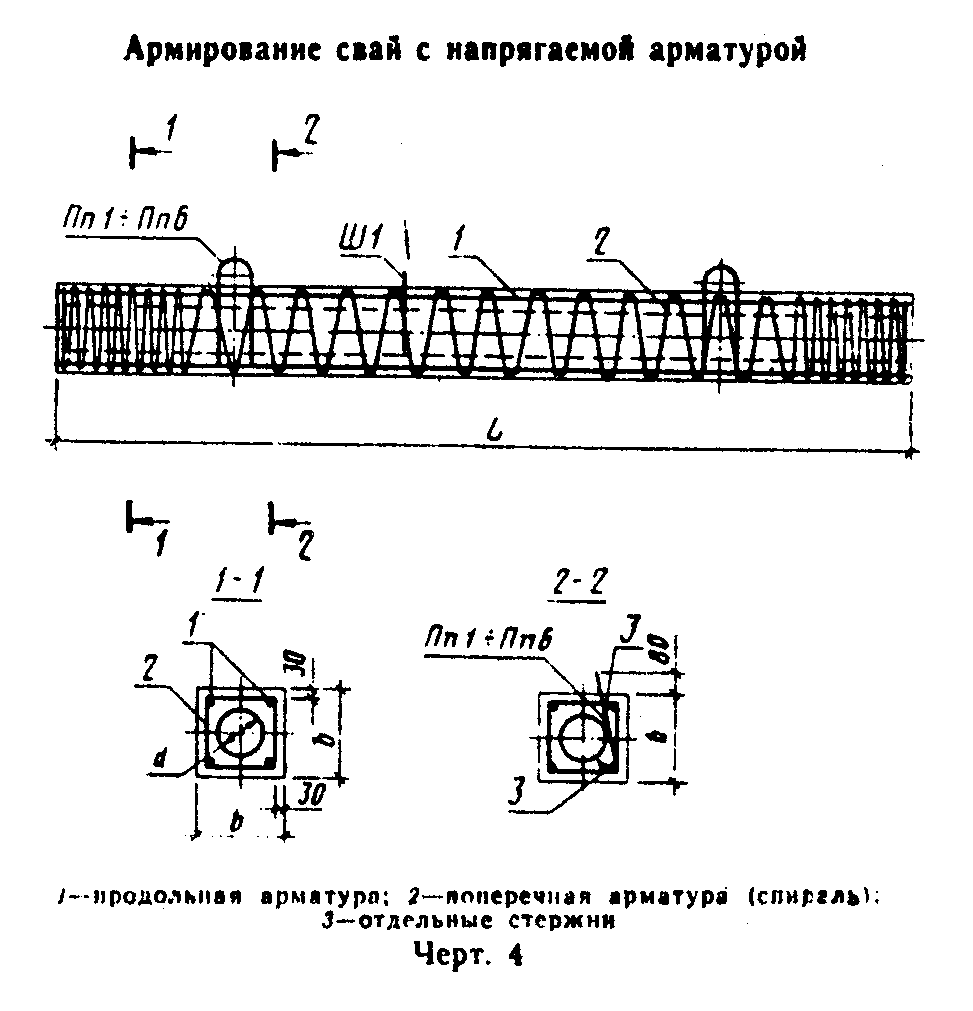 Армирование свай с напрягаемой арматурой
1 2
Пп1÷Пп6 Ш1 1 2
L
1 2
1-1 2-2
1 30 Пп1÷Пп6 3 80
2 b b
d 30 3
b
1—продольная арматура; 2—поперечная арматура (спираль);
3—отдельные стержни
Черт. 4